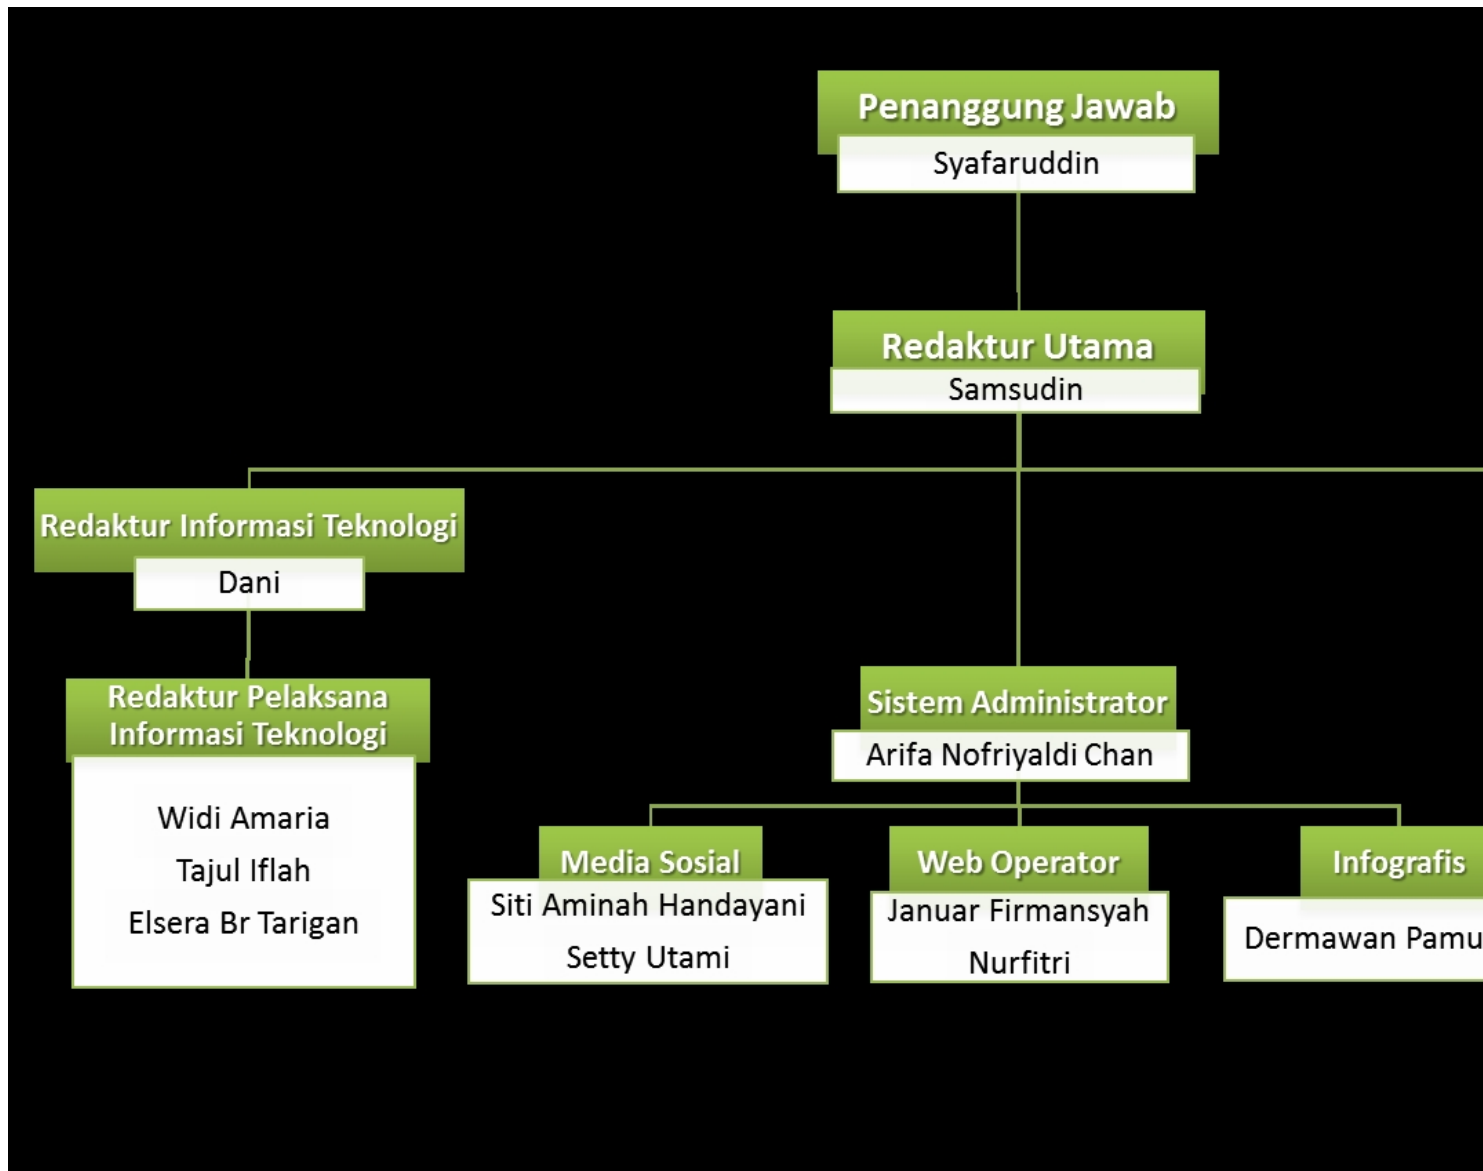 Penanggung Jawab
Syafaruddin
Redaktur Utama
Samsudin
Redaktur Informasi Teknologi
Dani
Redaktur Pelaksana
Informasi Teknologi
Widi Amaria
Tajul Iflah
Elsera Br Tarigan
Sistem Administrator
Arifa Nofriyaldi Chan
Media Sosial
Siti Aminah Handayani
Setty Utami
Web Operator
Januar Firmansyah
Nurfitri
Infografis
Dermawan